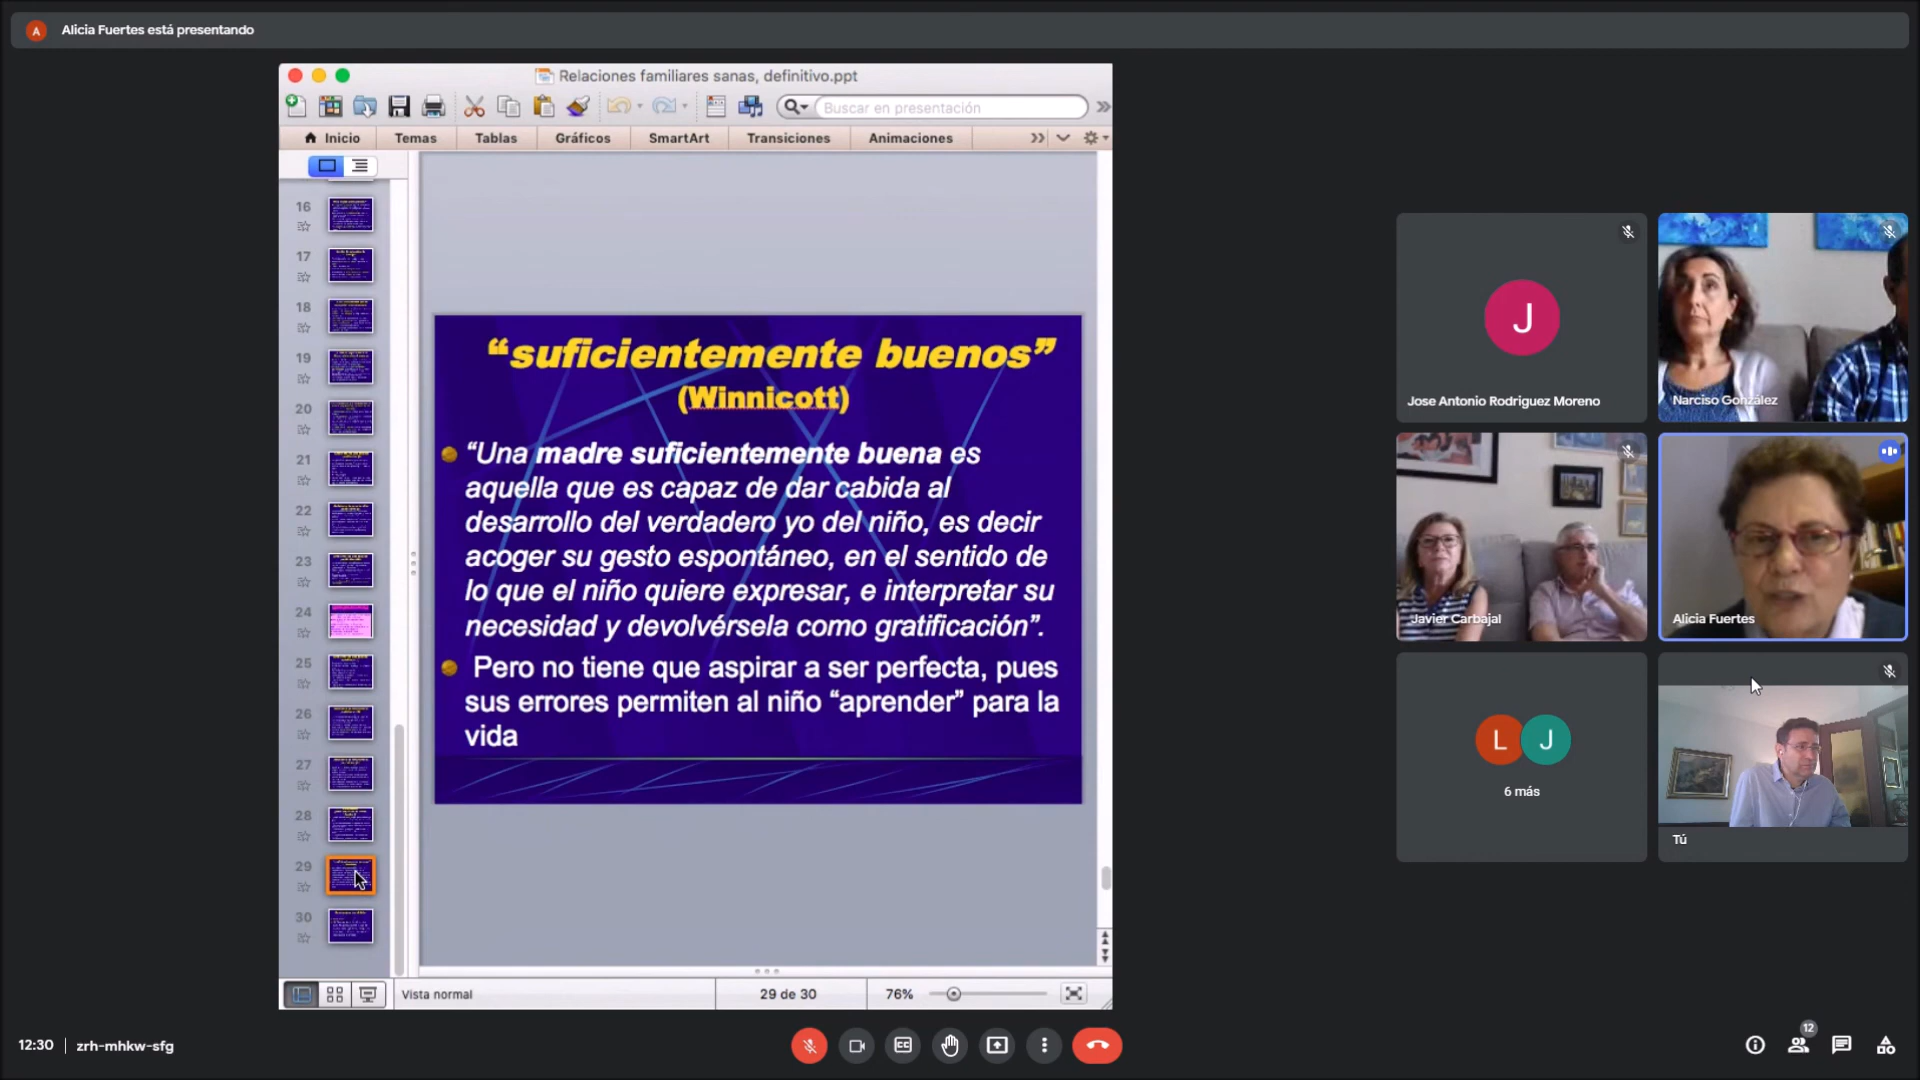 A
Alicia Fuertes está presentando
Relaciones familiares sanas, definitivo.ppt
Buscar en presentación
Inicio
Temas
Tablas
Gráficos
SmartArt
Transiciones
Animaciones
16
17
18
19
20
21
22
23
24
25
26
27
28
29
30
“suficientemente buenos”
(Winnicott)
“Una madre suficientemente buena es
aquella que es capaz de dar cabida al
desarrollo del verdadero yo del niño, es decir
acoger su gesto espontáneo, en el sentido de
lo que el niño quiere expresar, e interpretar su
necesidad y devolvérsela como gratificación”.
Pero no tiene que aspirar a ser perfecta, pues
sus errores permiten al niño “aprender” para la
vida
Vista normal
29 de 30
76%
J
Jose Antonio Rodriguez Moreno
Narciso González
Javier Carbajal
Alicia Fuertes
L
J
6 más
Tú
12:30
zrh-mhkw-sfg
CC
12